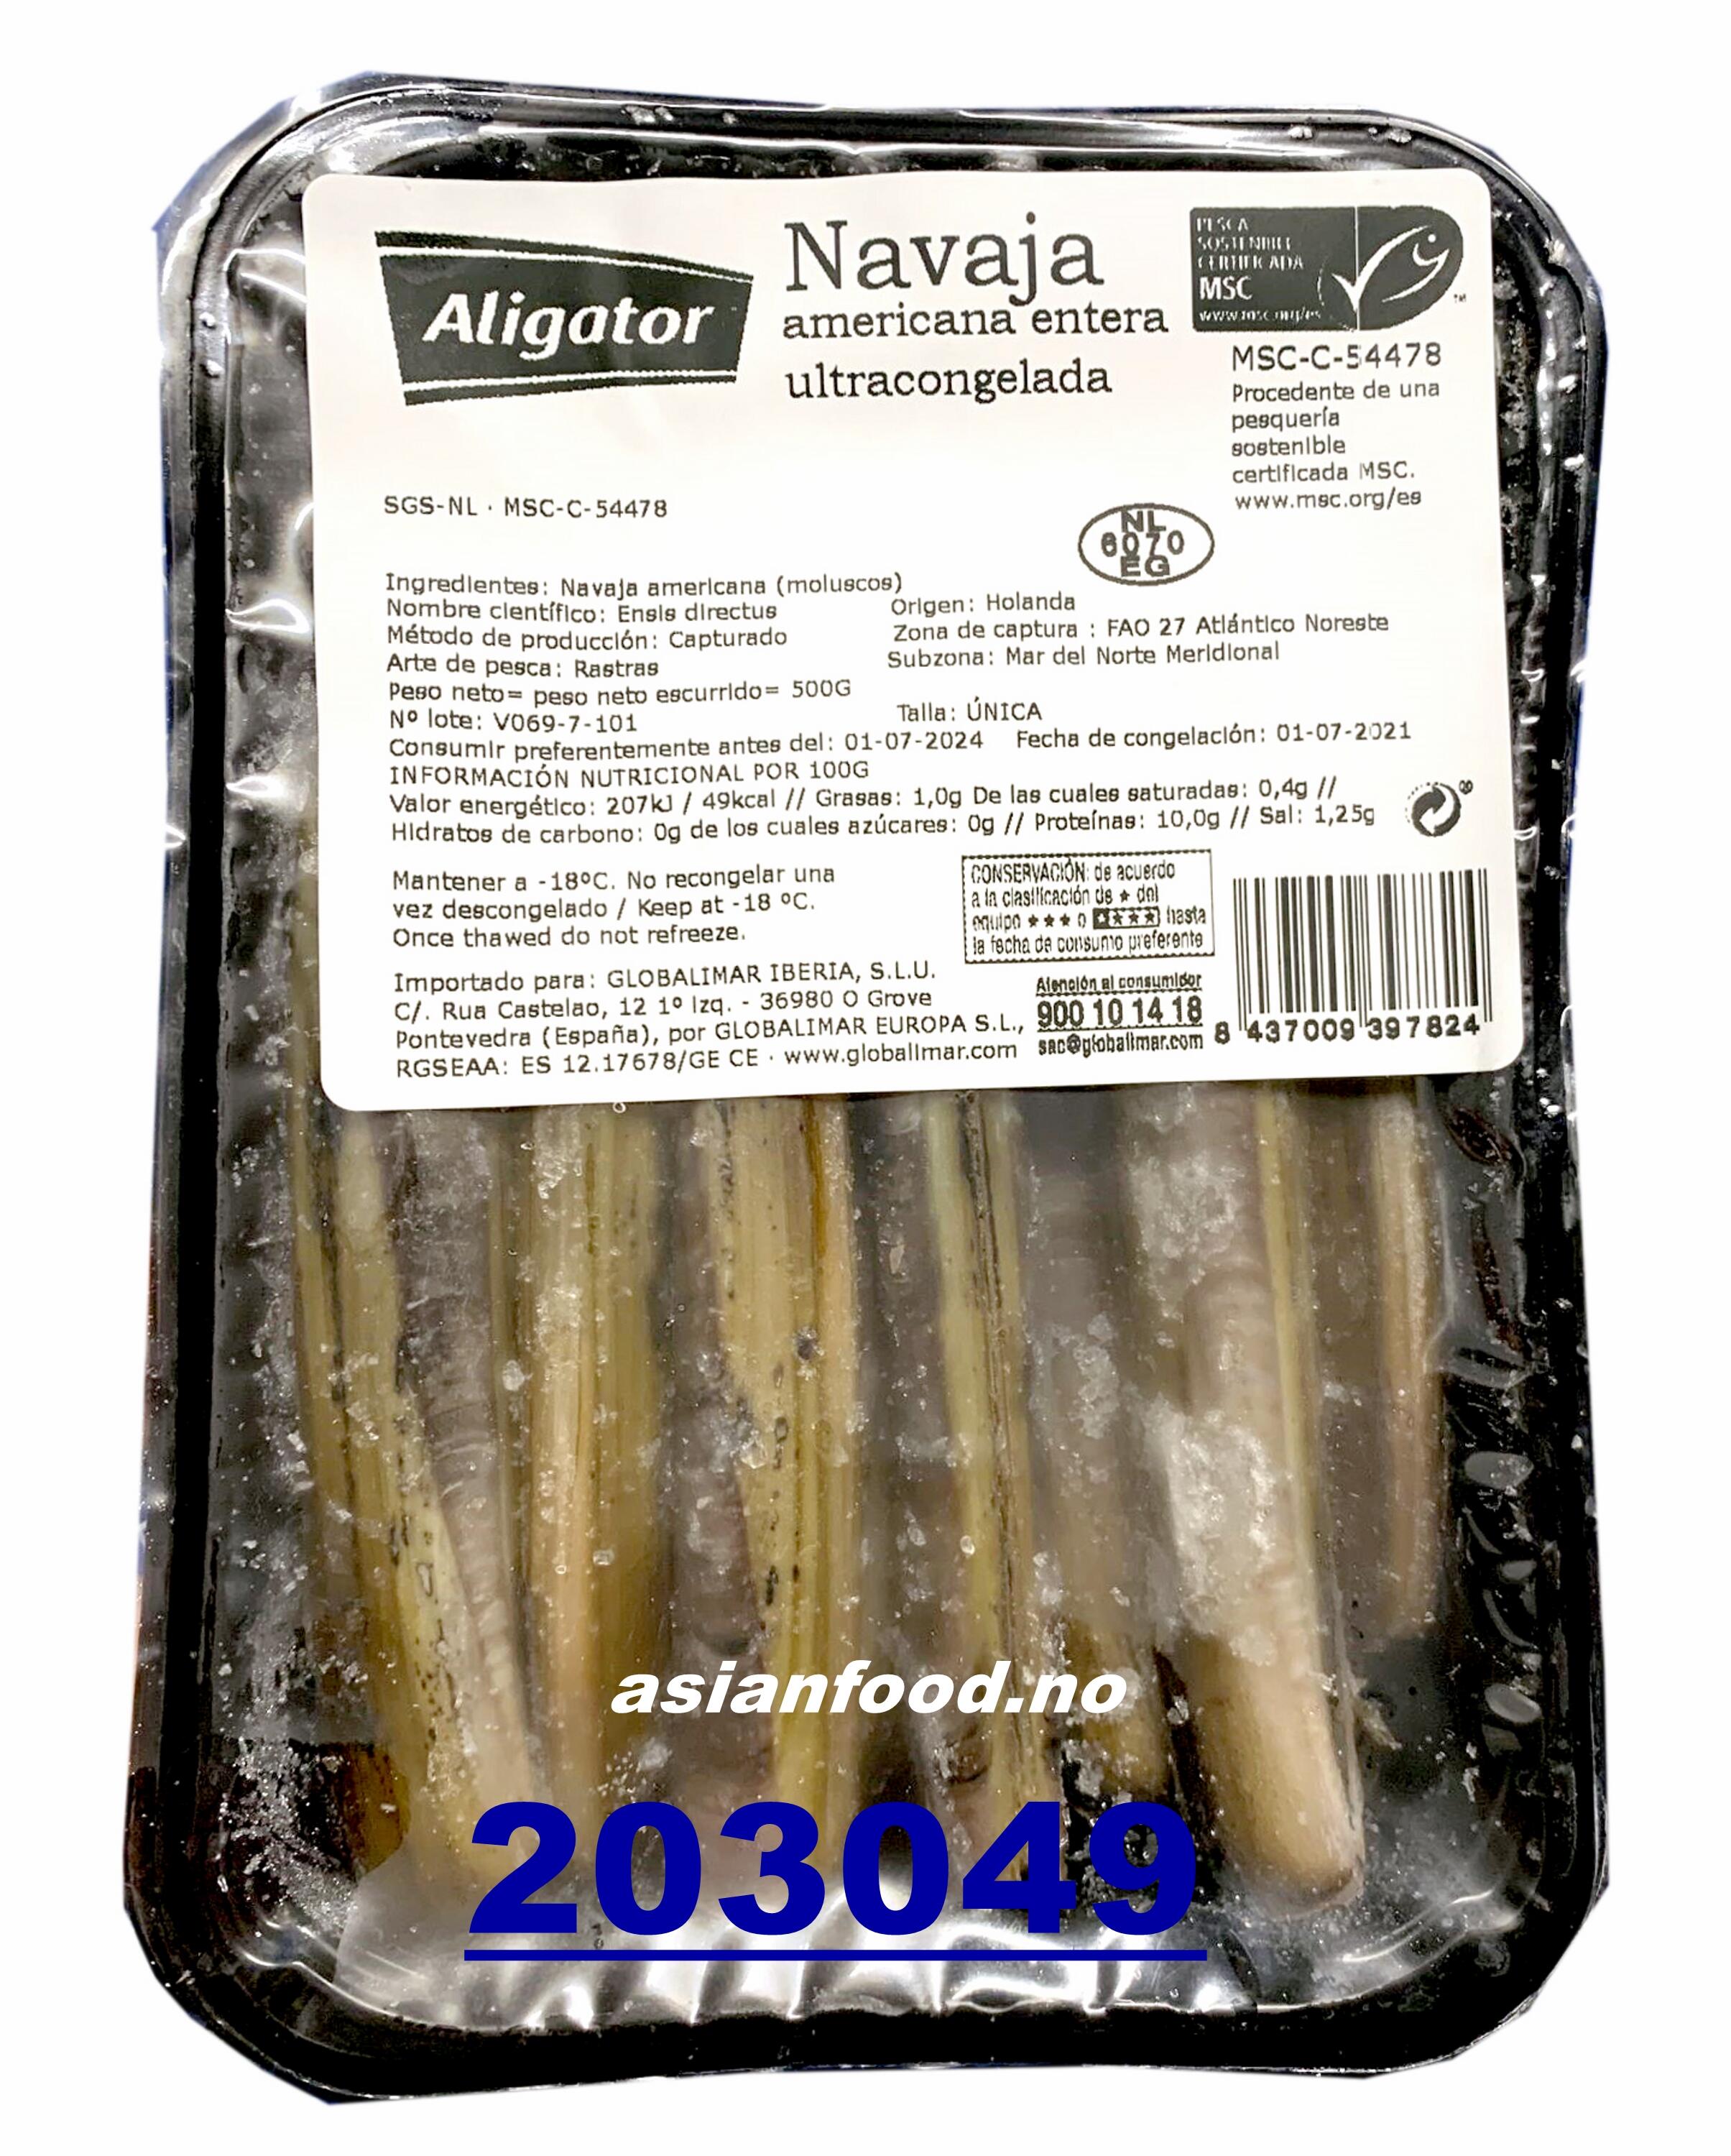 Aligator
Navaja
americana entera
ultracongelada
PESCA
SOSTENIBLE
CERTIFICADA
MSC
www.msc.org/es
™
MSC-C-54478
Procedente de una
pesquería
sostenible
certificada MSC.
www.msc.org/es
SGS-NL · MSC-C-54478
NL
6070
EG
Ingredientes: Navaja americana (moluscos)
Nombre científico: Ensis directus
Origen: Holanda
Método de producción: Capturado
Zona de captura : FAO 27 Atlántico Noreste
Arte de pesca: Rastras
Subzona: Mar del Norte Meridional
Peso neto= peso neto escurrido= 500G
Nº lote: V069-7-101
Talla: ÚNICA
Consumir preferentemente antes del: 01-07-2024 Fecha de congelación: 01-07-2021
INFORMACIÓN NUTRICIONAL POR 100G
Valor energético: 207kJ / 49kcal // Grasas: 1,0g De las cuales saturadas: 0,4g //
Hidratos de carbono: 0g de los cuales azúcares: 0g // Proteínas: 10,0g // Sal: 1,25g
®
Mantener a -18ºC. No recongelar una
vez descongelado / Keep at -18 ºC.
Once thawed do not refreeze.
CONSERVACIÓN: de acuerdo
a la clasificación de ★ del
equipo ★★★ o ★★★★ hasta
la fecha de consumo preferente
Importado para: GLOBALIMAR IBERIA, S.L.U.
C/. Rua Castelao, 12 1º Izq. - 36980 O Grove
Pontevedra (España), por GLOBALIMAR EUROPA S.L.,
RGSEAA: ES 12.17678/GE CE · www.globalimar.com
Atención al consumidor
900 10 14 18
sac@globalimar.com
8 437009 397824
asianfood.no
203049